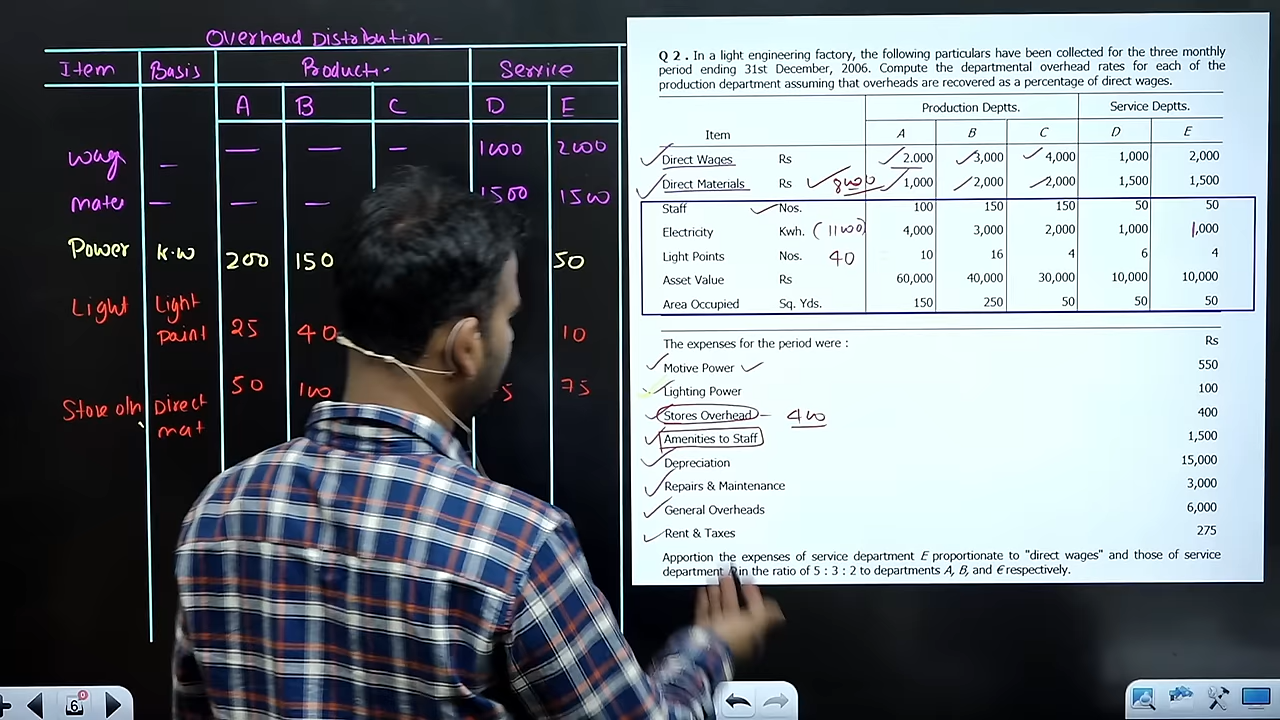 Overhead Distribution-
Item Basis Producti. Service
A B C D E
wag — — — — 1000 2000
mate — — — 1500 1500
Power K.W 200 150 50
Light Light Point 25 40 10
Store o/h Direct mat 50 100 75
Q 2 . In a light engineering factory, the following particulars have been collected for the three monthly
period ending 31st December, 2006. Compute the departmental overhead rates for each of the
production department assuming that overheads are recovered as a percentage of direct wages.
Production Deptts. Service Deptts.
Item A B C D E
Direct Wages Rs 2.000 3,000 4,000 1,000 2,000
Direct Materials Rs 8000 1,000 2,000 2,000 1,500 1,500
Staff Nos. 100 150 150 50 50
Electricity Kwh. (11000) 4,000 3,000 2,000 1,000 1,000
Light Points Nos. 40 10 16 4 6 4
Asset Value Rs 60,000 40,000 30,000 10,000 10,000
Area Occupied Sq. Yds. 150 250 50 50 50
The expenses for the period were : Rs
Motive Power 550
Lighting Power 100
Stores Overhead - 400 400
Amenities to Staff 1,500
Depreciation 15,000
Repairs & Maintenance 3,000
General Overheads 6,000
Rent & Taxes 275
Apportion the expenses of service department E proportionate to "direct wages" and those of service
department in the ratio of 5 : 3 : 2 to departments A, B, and respectively.
6